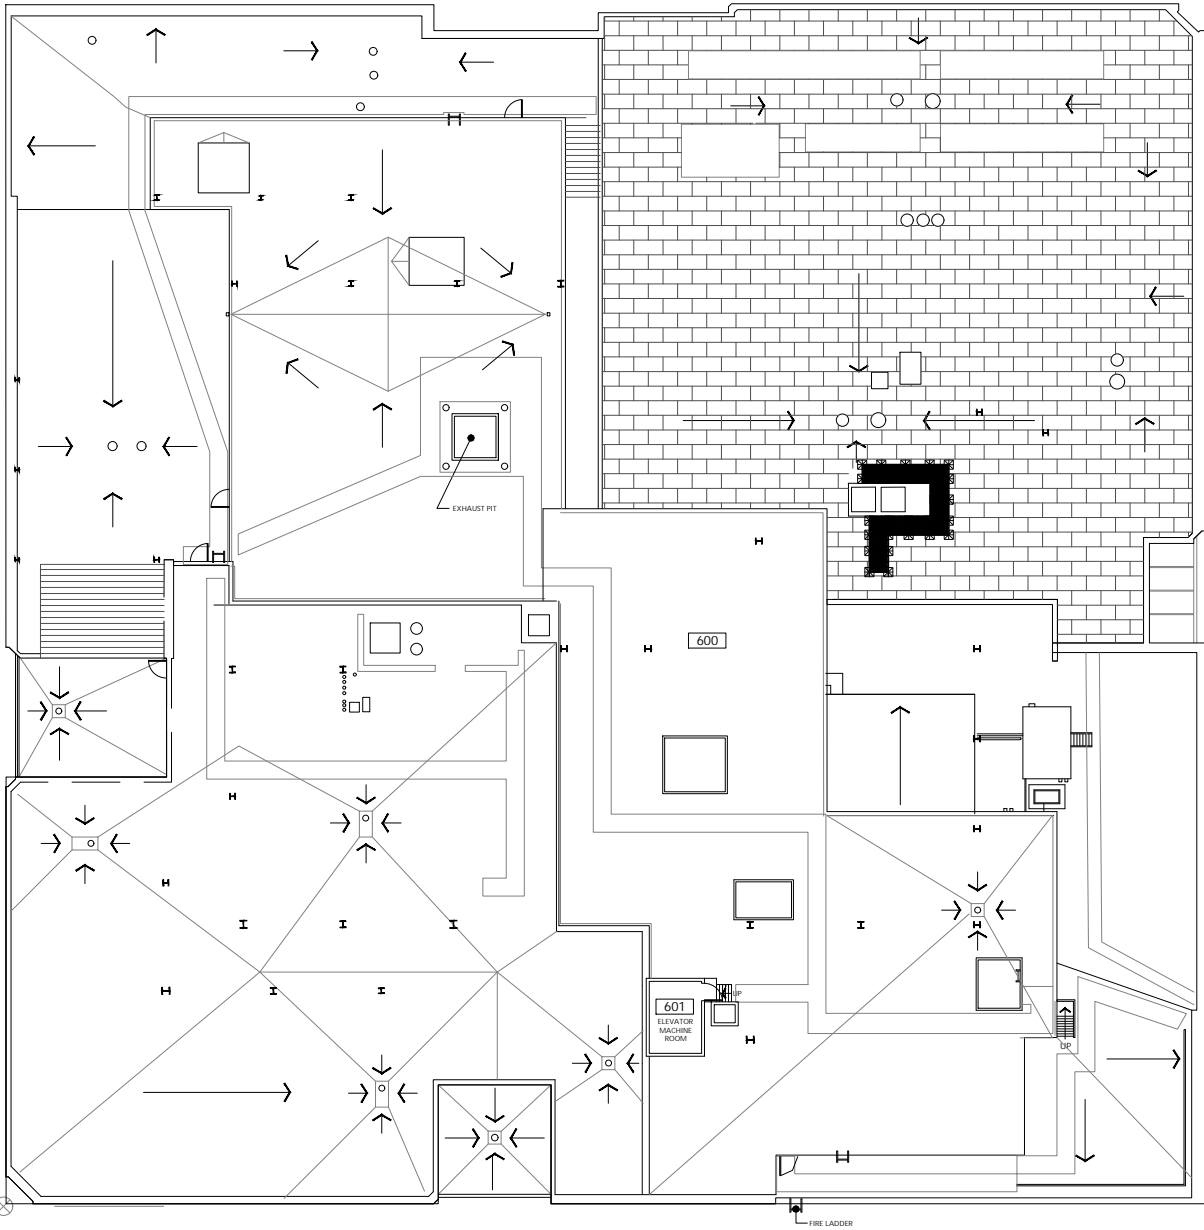 EXHAUST PIT
600
UP
601
ELEVATOR
MACHINE
ROOM
UP
FIRE LADDER